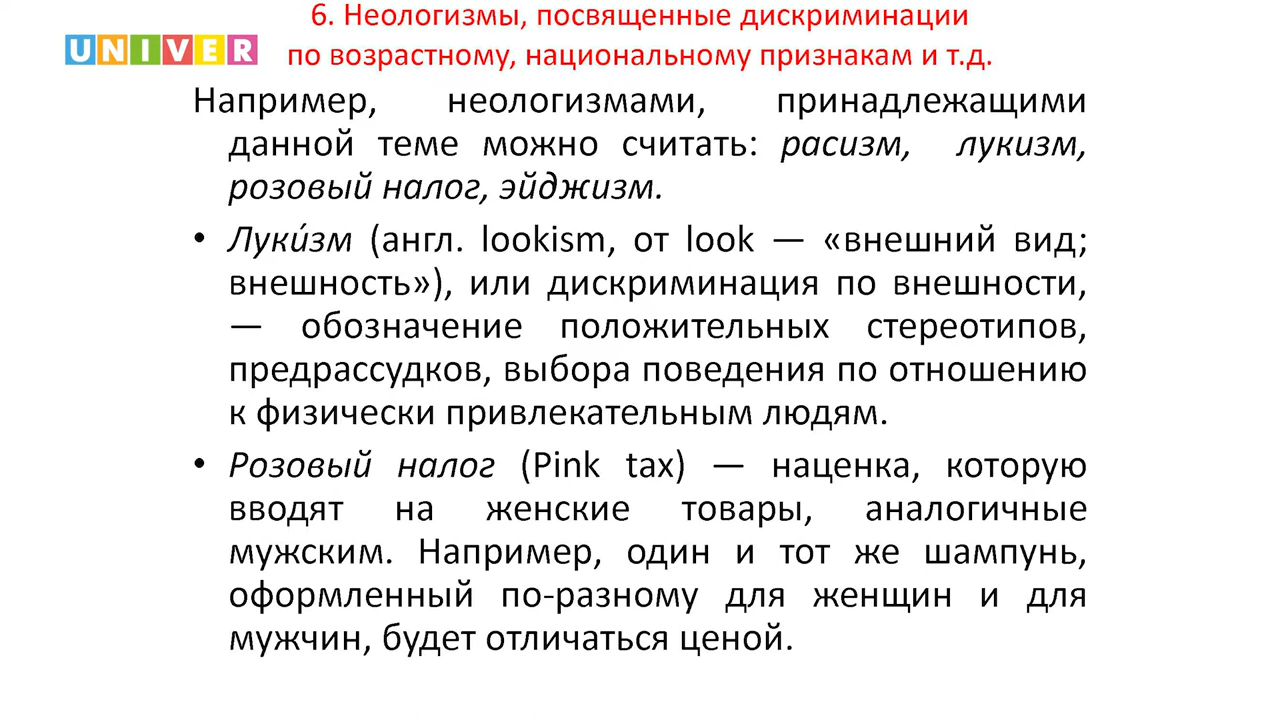 6. Неологизмы, посвященные дискриминации
UNIVER
по возрастному, национальному признакам и т.д.
Например, неологизмами, принадлежащими
данной теме можно считать: расизм, лукизм,
розовый налог, эйджизм.
• Луки́зм (англ. lookism, от look — «внешний вид;
внешность»), или дискриминация по внешности,
— обозначение положительных стереотипов,
предрассудков, выбора поведения по отношению
к физически привлекательным людям.
• Розовый налог (Pink tax) — наценка, которую
вводят на женские товары, аналогичные
мужским. Например, один и тот же шампунь,
оформленный по-разному для женщин и для
мужчин, будет отличаться ценой.